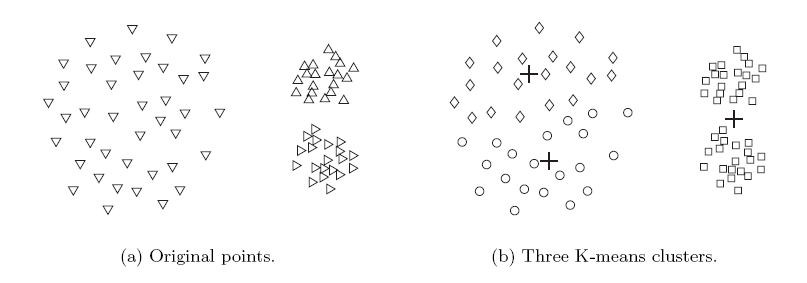 (a) Original points.
(b) Three K-means clusters.